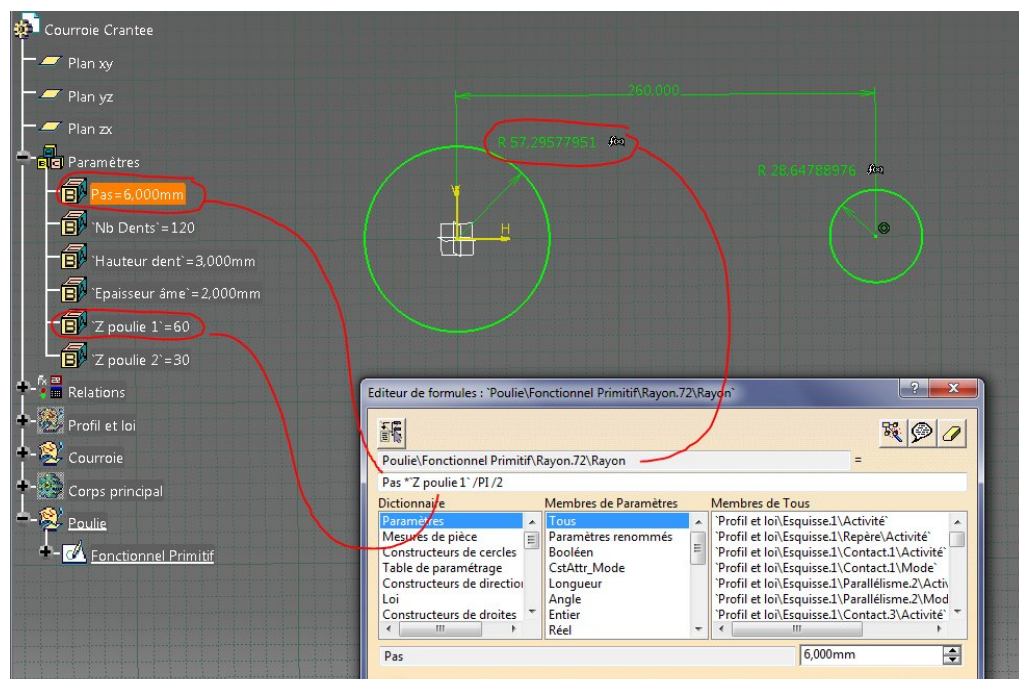 Courroie Crantee
Plan xy
Plan yz
Plan zx
Paramètres
Pas=6,000mm
`Nb Dents`=120
`Hauteur dent`=3,000mm
`Epaisseur âme`=2,000mm
`Z poulie 1`=60
`Z poulie 2`=30
Relations
Profil et loi
Courroie
Corps principal
Poulie
Fonctionnel Primitif
260,000
R 57,29577951 f(x)
R 28,64788976 f(x)
V
H
Editeur de formules : `Poulie\Fonctionnel Primitif\Rayon.72\Rayon`
Poulie\Fonctionnel Primitif\Rayon.72\Rayon =
Pas *`Z poulie 1` /PI /2
Dictionnaire Membres de Paramètres Membres de Tous
Paramètres
Mesures de pièce
Constructeurs de cercles
Table de paramétrage
Constructeurs de direction
Loi
Constructeurs de droites
Tous
Paramètres renommés
Booléen
CstAttr_Mode
Longueur
Angle
Entier
Réel
`Profil et loi\Esquisse.1\Activité`
`Profil et loi\Esquisse.1\Repère\Activité`
`Profil et loi\Esquisse.1\Contact.1\Activité`
`Profil et loi\Esquisse.1\Contact.1\Mode`
`Profil et loi\Esquisse.1\Parallélisme.2\Activ
`Profil et loi\Esquisse.1\Parallélisme.2\Mod
`Profil et loi\Esquisse.1\Contact.3\Activité`
Pas 6,000mm